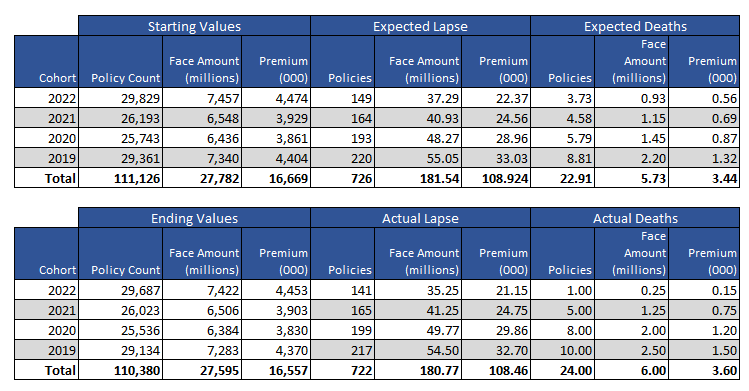 Starting Values Expected Lapse Expected Deaths
Face
Face Amount Premium Face Amount Premium Amount Premium
Cohort Policy Count (millions) (000) Policies (millions) (000) Policies (millions) (000)
2022 29,829 7,457 4,474 149 37.29 22.37 3.73 0.93 0.56
2021 26,193 6,548 3,929 164 40.93 24.56 4.58 1.15 0.69
2020 25,743 6,436 3,861 193 48.27 28.96 5.79 1.45 0.87
2019 29,361 7,340 4,404 220 55.05 33.03 8.81 2.20 1.32
Total 111,126 27,782 16,669 726 181.54 108.924 22.91 5.73 3.44
Ending Values Actual Lapse Actual Deaths
Face
Face Amount Premium Face Amount Premium Amount Premium
Cohort Policy Count (millions) (000) Policies (millions) (000) Policies (millions) (000)
2022 29,687 7,422 4,453 141 35.25 21.15 1.00 0.25 0.15
2021 26,023 6,506 3,903 165 41.25 24.75 5.00 1.25 0.75
2020 25,536 6,384 3,830 199 49.77 29.86 8.00 2.00 1.20
2019 29,134 7,283 4,370 217 54.50 32.70 10.00 2.50 1.50
Total 110,380 27,595 16,557 722 180.77 108.46 24.00 6.00 3.60